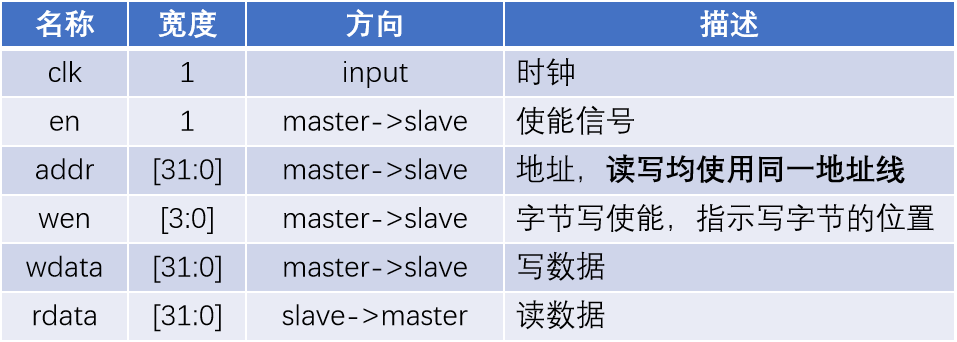 名称 宽度 方向 描述
clk 1 input 时钟
en 1 master->slave 使能信号
addr [31:0] master->slave 地址，读写均使用同一地址线
wen [3:0] master->slave 字节写使能，指示写字节的位置
wdata [31:0] master->slave 写数据
rdata [31:0] slave->master 读数据